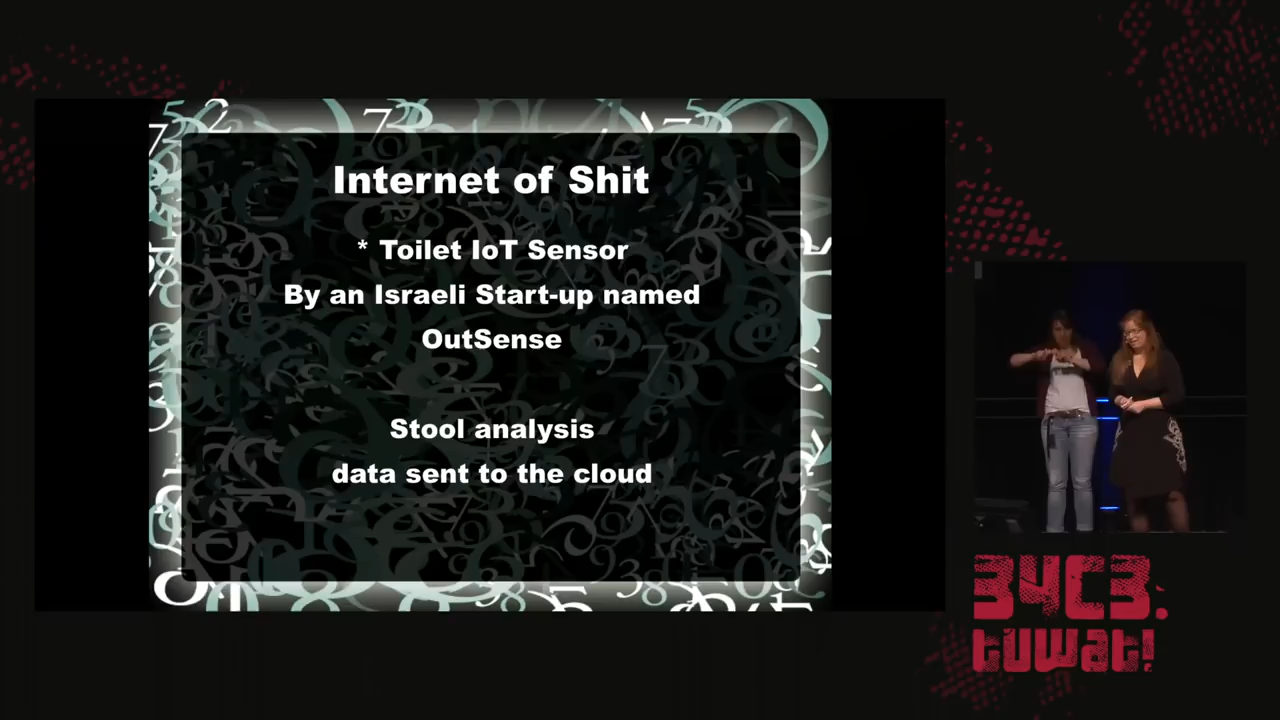 Internet of Shit
* Toilet IoT Sensor
By an Israeli Start-up named
OutSense
Stool analysis
data sent to the cloud
34C3.
tuwat!